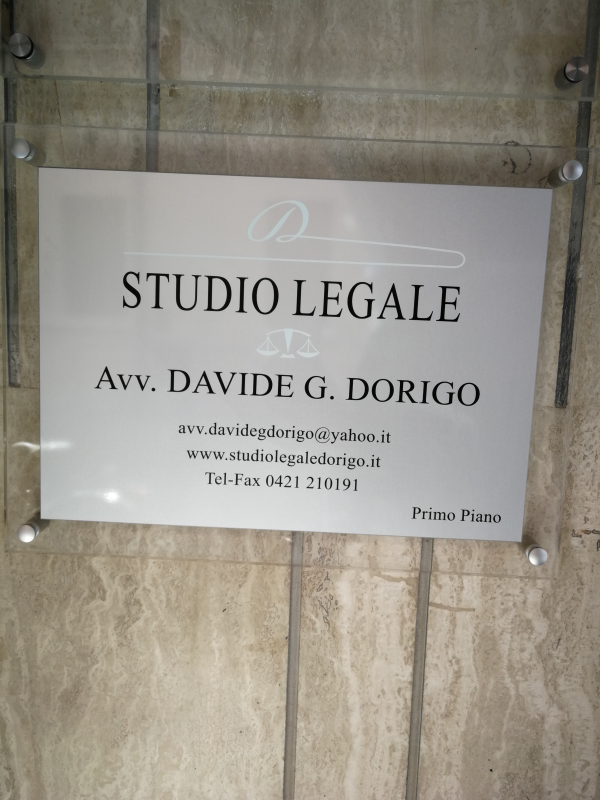 D
STUDIO LEGALE
Avv. DAVIDE G. DORIGO
avv.davidegdorigo@yahoo.it
www.studiolegaledorigo.it
Tel-Fax 0421 210191
Primo Piano